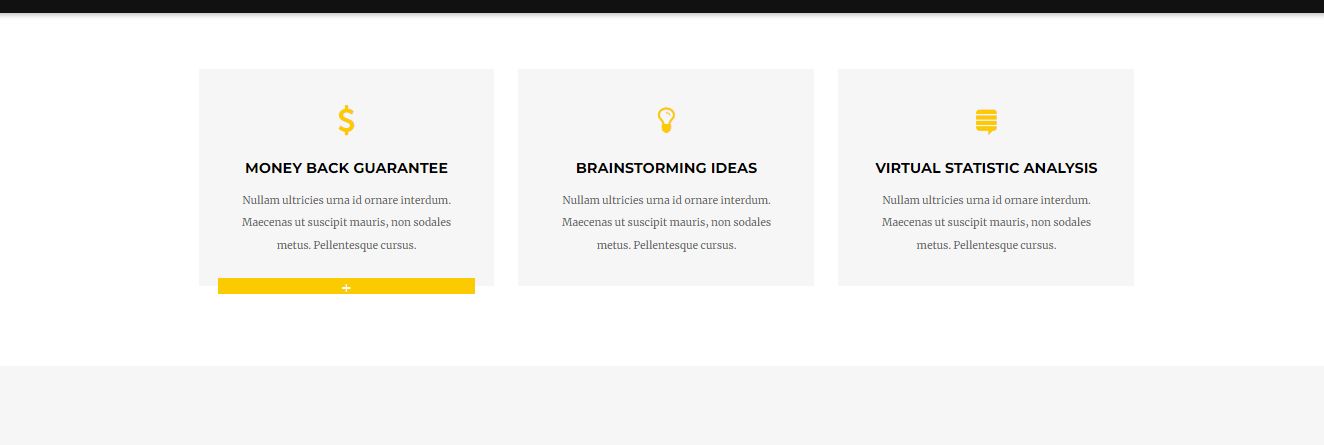 MONEY BACK GUARANTEE
Nullam ultricies urna id ornare interdum.
Maecenas ut suscipit mauris, non sodales
metus. Pellentesque cursus.
+
BRAINSTORMING IDEAS
Nullam ultricies urna id ornare interdum.
Maecenas ut suscipit mauris, non sodales
metus. Pellentesque cursus.
VIRTUAL STATISTIC ANALYSIS
Nullam ultricies urna id ornare interdum.
Maecenas ut suscipit mauris, non sodales
metus. Pellentesque cursus.